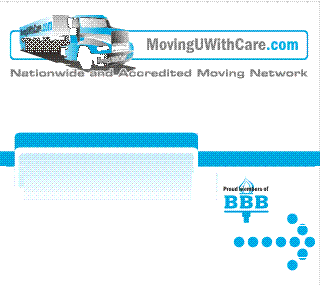 MovingUWithCare.com
Nationwide and Accredited Moving Network
Proud members of
BBB